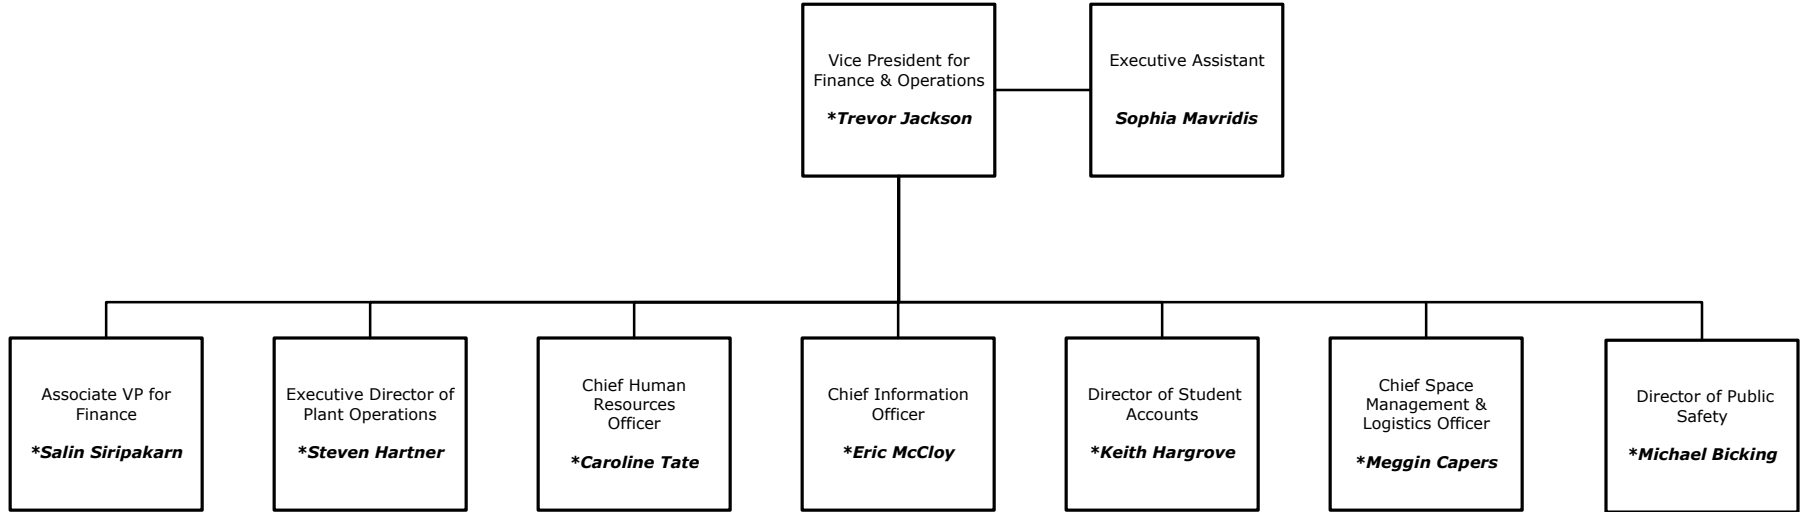 Vice President for
Finance & Operations
*Trevor Jackson
Executive Assistant
Sophia Mavridis
Associate VP for
Finance
*Salin Siripakarn
Executive Director of
Plant Operations
*Steven Hartner
Chief Human
Resources
Officer
*Caroline Tate
Chief Information
Officer
*Eric McCloy
Director of Student
Accounts
*Keith Hargrove
Chief Space
Management &
Logistics Officer
*Meggin Capers
Director of Public
Safety
*Michael Bicking